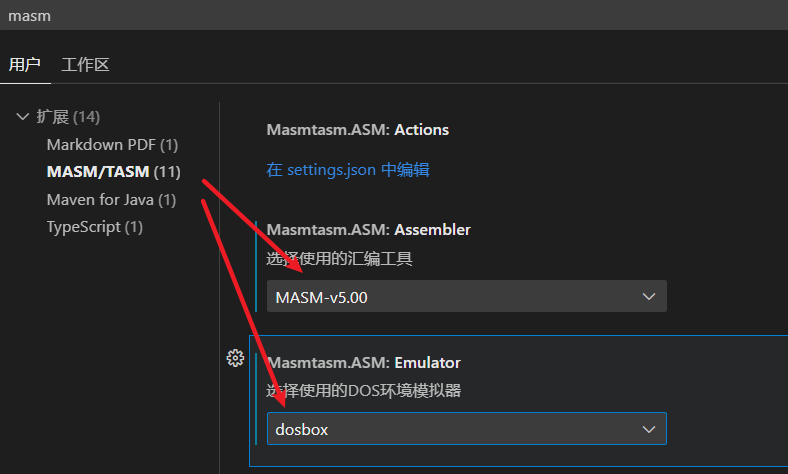 masm
用户 工作区
扩展 (14)
Markdown PDF (1)
MASM/TASM (11)
Maven for Java (1)
TypeScript (1)
Masmtasm.ASM: Actions
在 settings.json 中编辑
Masmtasm.ASM: Assembler
选择使用的汇编工具
MASM-v5.00
Masmtasm.ASM: Emulator
选择使用的DOS环境模拟器
dosbox